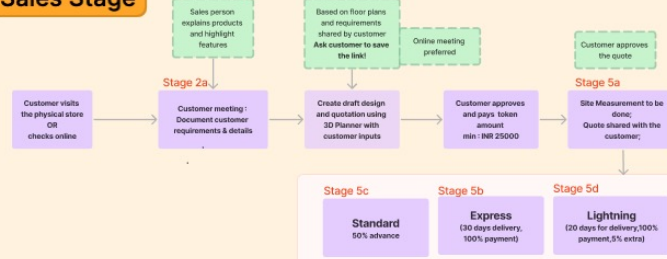 Sales Stage
Sales person
explains products
and highlight
features
Based on floor plans
and requirements
shared by customer
Ask customer to save
the link!
Online meeting
preferred
Customer approves
the quote
Stage 2a
Stage 5a
Customer visits
the physical store
OR
checks online
Customer meeting :
Document customer
requirements & details
Create draft design
and quotation using
3D Planner with
customer inputs
Customer approves
and pays token
amount
min : INR 25000
Site Measurement to be
done;
Quote shared with the
customer;
Stage 5c
Standard
50% advance
Stage 5b
Express
(30 days delivery,
100% payment)
Stage 5d
Lightning
(20 days for delivery,100%
payment,5% extra)